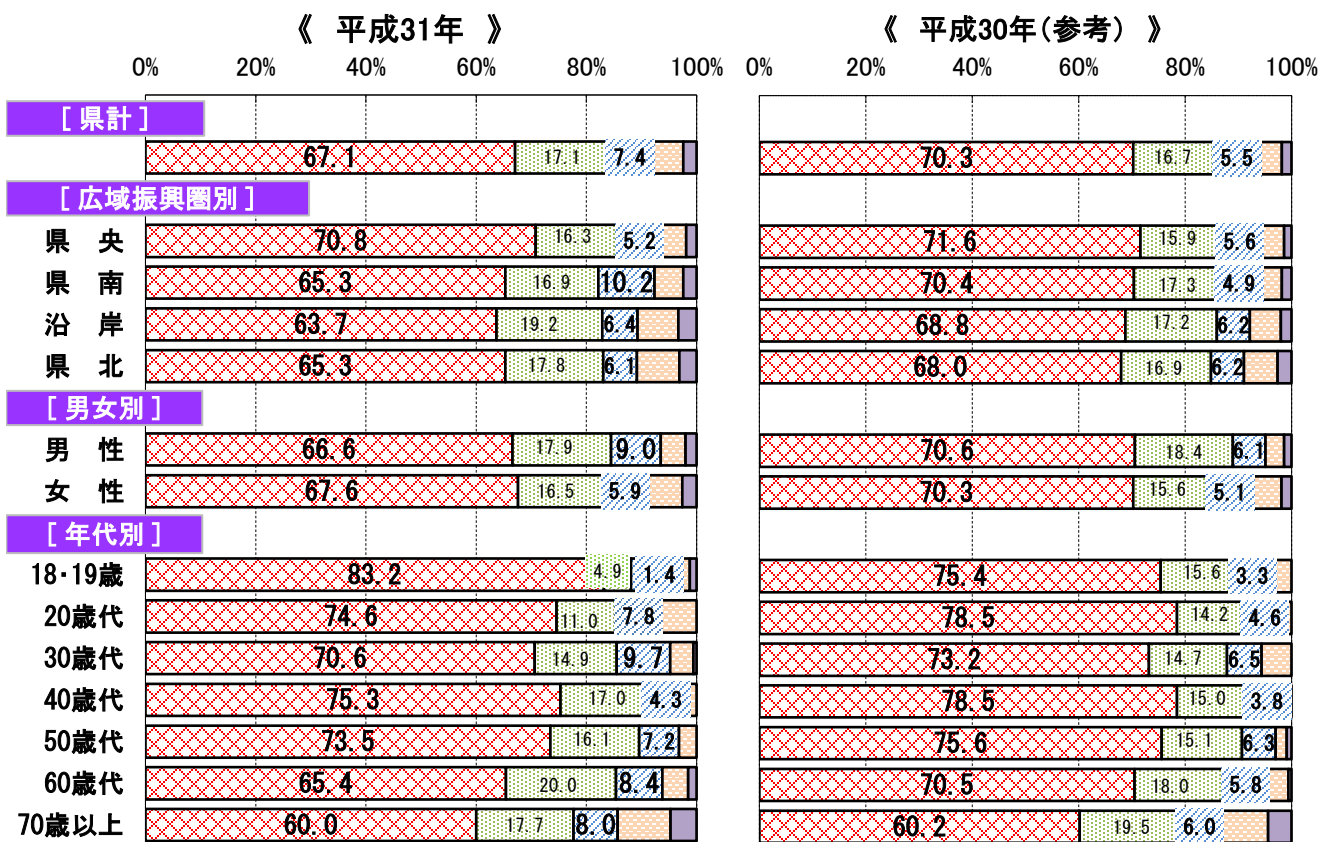 《 平成31年 》 《 平成30年(参考) 》
0% 20% 40% 60% 80% 100% 0% 20% 40% 60% 80% 100%
[ 県計 ]
67.1 17.1 7.4 70.3 16.7 5.5
[ 広域振興圏別 ]
県 央 70.8 16.3 5.2 71.6 15.9 5.6
県 南 65.3 16.9 10.2 70.4 17.3 4.9
沿 岸 63.7 19.2 6.4 68.8 17.2 6.2
県 北 65.3 17.8 6.1 68.0 16.9 6.2
[ 男女別 ]
男 性 66.6 17.9 9.0 70.6 18.4 6.1
女 性 67.6 16.5 5.9 70.3 15.6 5.1
[ 年代別 ]
18・19歳 83.2 4.9 1.4 75.4 15.6 3.3
20歳代 74.6 11.0 7.8 78.5 14.2 4.6
30歳代 70.6 14.9 9.7 73.2 14.7 6.5
40歳代 75.3 17.0 4.3 78.5 15.0 3.8
50歳代 73.5 16.1 7.2 75.6 15.1 6.3
60歳代 65.4 20.0 8.4 70.5 18.0 5.8
70歳以上 60.0 17.7 8.0 60.2 19.5 6.0